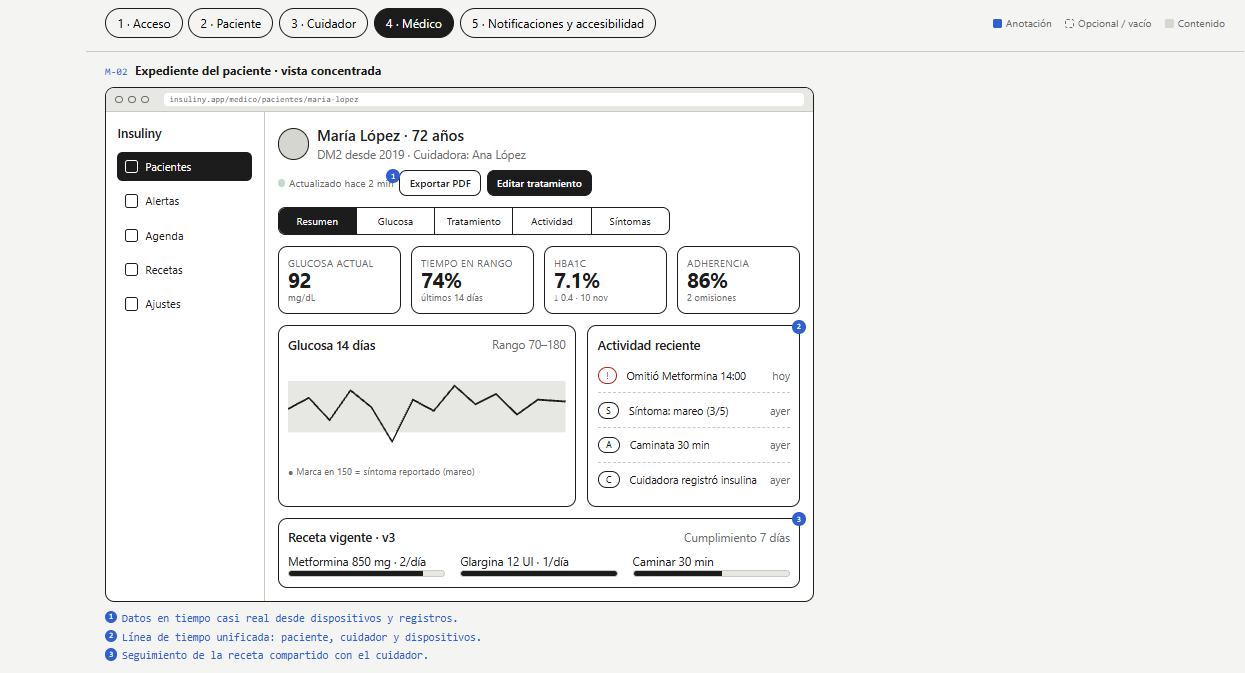 1 · Acceso
2 · Paciente
3 · Cuidador
4 · Médico
5 · Notificaciones y accesibilidad
Anotación
Opcional / vacío
Contenido
M-02 Expediente del paciente · vista concentrada
insuliny.app/medico/pacientes/maria-lopez
Insuliny
Pacientes
Alertas
Agenda
Recetas
Ajustes
María López · 72 años
DM2 desde 2019 · Cuidadora: Ana López
Actualizado hace 2 min
1
Exportar PDF
Editar tratamiento
Resumen
Glucosa
Tratamiento
Actividad
Síntomas
GLUCOSA ACTUAL
92
mg/dL
TIEMPO EN RANGO
74%
últimos 14 días
HBA1C
7.1%
↓ 0.4 · 10 nov
ADHERENCIA
86%
2 omisiones
Glucosa 14 días
Rango 70–180
● Marca en 150 = síntoma reportado (mareo)
2
Actividad reciente
! Omitió Metformina 14:00 hoy
S Síntoma: mareo (3/5) ayer
A Caminata 30 min ayer
C Cuidadora registró insulina ayer
3
Receta vigente · v3
Cumplimiento 7 días
Metformina 850 mg · 2/día
Glargina 12 UI · 1/día
Caminar 30 min
1 Datos en tiempo casi real desde dispositivos y registros.
2 Línea de tiempo unificada: paciente, cuidador y dispositivos.
3 Seguimiento de la receta compartido con el cuidador.